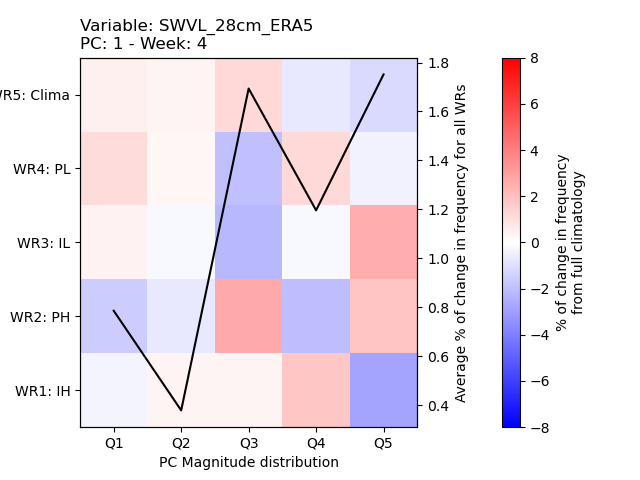 Variable: SWVL_28cm_ERA5
PC: 1 - Week: 4
WR5: Clima
WR4: PL
WR3: IL
WR2: PH
WR1: IH
Q1 Q2 Q3 Q4 Q5
PC Magnitude distribution
1.8
1.6
1.4
1.2
1.0
0.8
0.6
0.4
Average % of change in frequency for all WRs
8
6
4
2
0
−2
−4
−6
−8
% of change in frequency
from full climatology